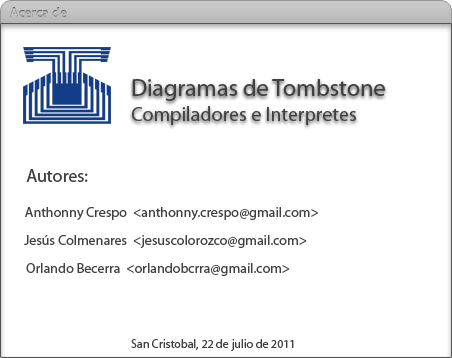 Acerca de
Diagramas de Tombstone
Compiladores e Interpretes
Autores:
Anthonny Crespo <anthonny.crespo@gmail.com>
Jesús Colmenares <jesuscolorozco@gmail.com>
Orlando Becerra <orlandobcrra@gmail.com>
San Cristobal, 22 de julio de 2011